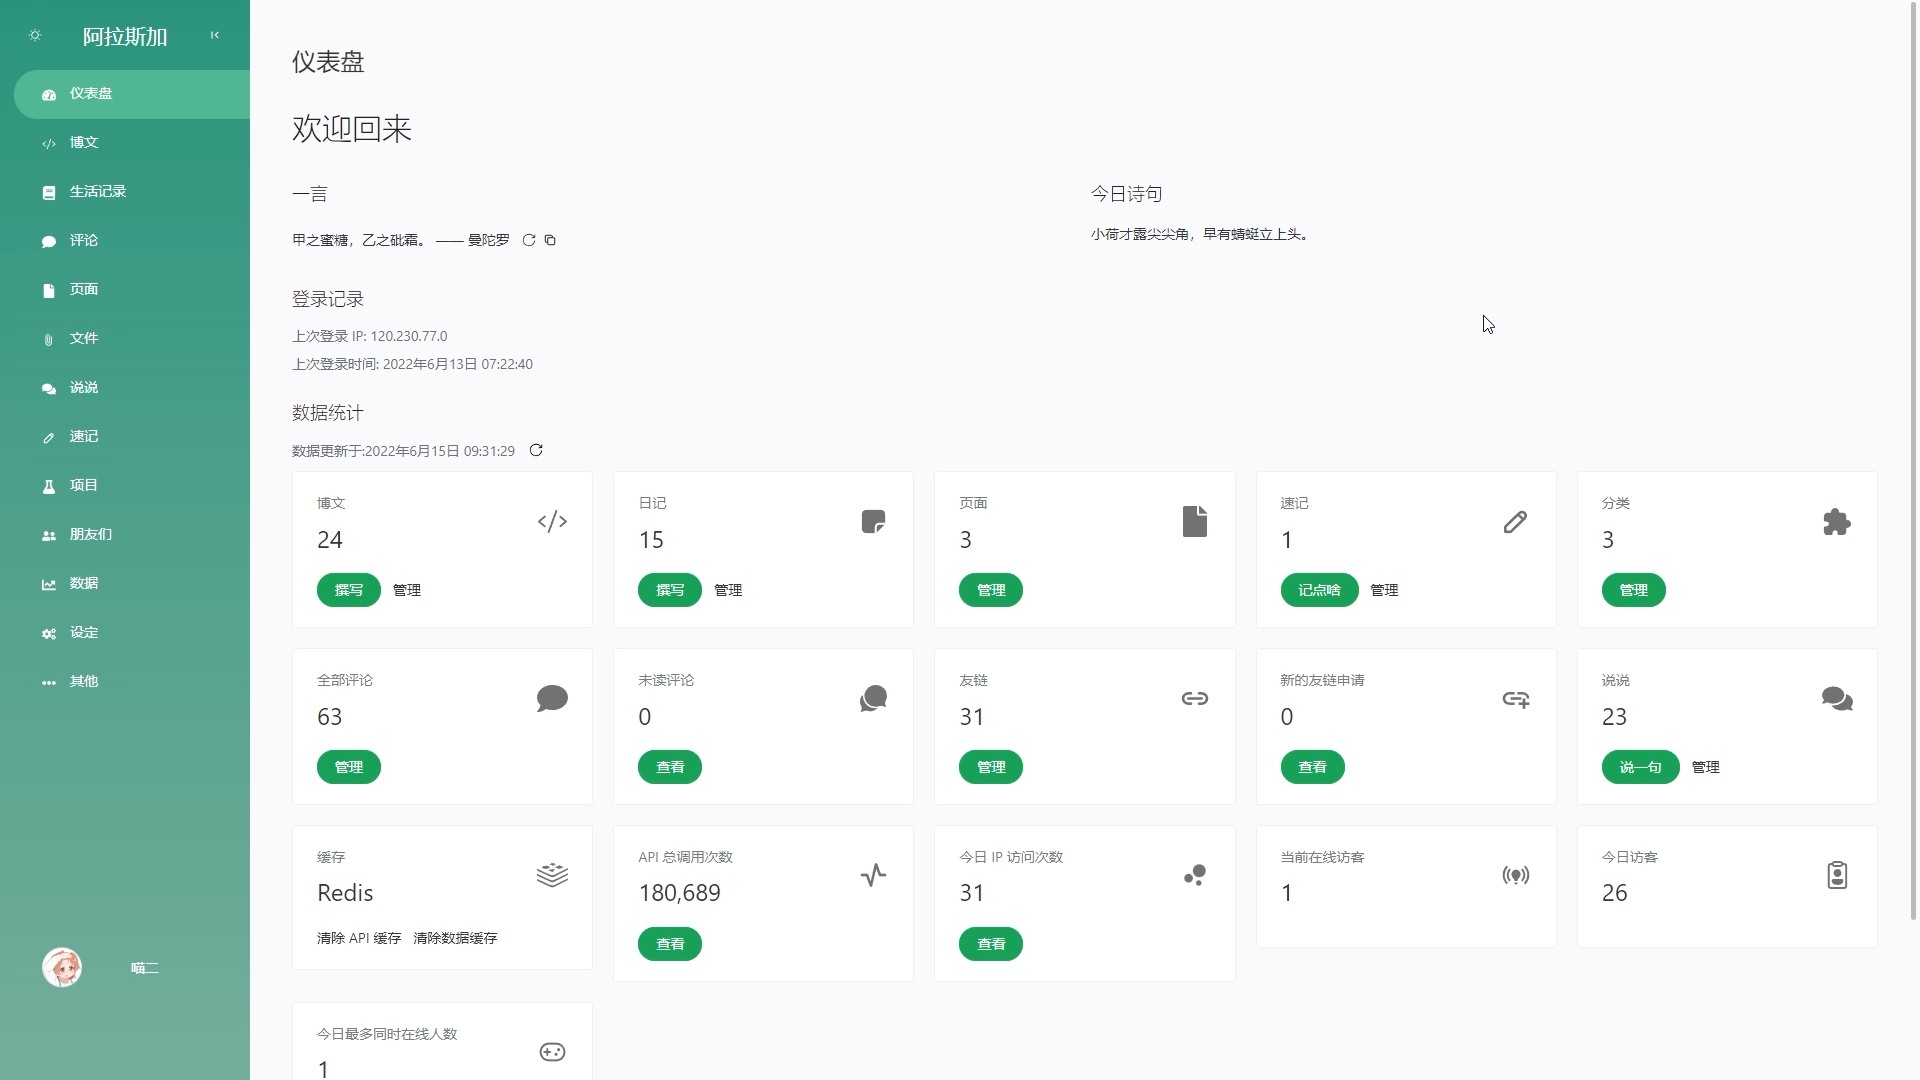 阿拉斯加
仪表盘
博文
生活记录
评论
页面
文件
说说
速记
项目
朋友们
数据
设定
其他
喵二
仪表盘
欢迎回来
一言
甲之蜜糖，乙之砒霜。 —— 曼陀罗
今日诗句
小荷才露尖尖角，早有蜻蜓立上头。
登录记录
上次登录 IP: 120.230.77.0
上次登录时间: 2022年6月13日 07:22:40
数据统计
数据更新于:2022年6月15日 09:31:29
博文
24
撰写 管理
日记
15
撰写 管理
页面
3
管理
速记
1
记点啥 管理
分类
3
管理
全部评论
63
管理
未读评论
0
查看
友链
31
管理
新的友链申请
0
查看
说说
23
说一句 管理
缓存
Redis
清除 API 缓存 清除数据缓存
API 总调用次数
180,689
查看
今日 IP 访问次数
31
查看
当前在线访客
1
今日访客
26
今日最多同时在线人数
1